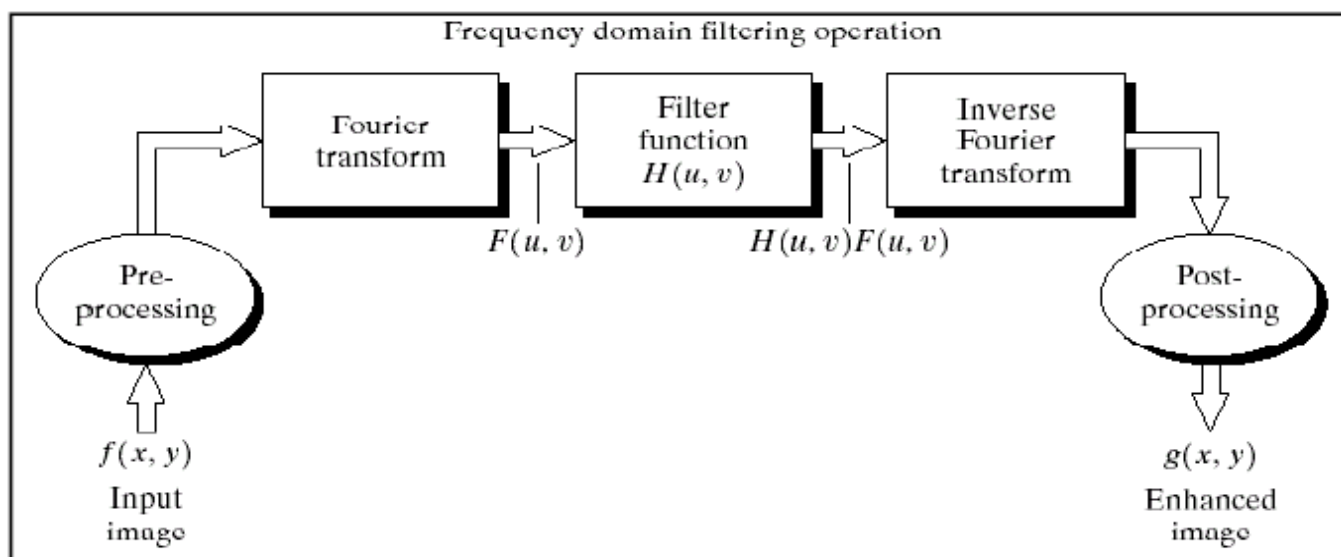 Frequency domain filtering operation
Fourier
transform
Filter
function
H(u, v)
Inverse
Fourier
transform
F(u, v)
H(u, v)F(u, v)
Pre-
processing
Post-
processing
f(x, y)
Input
image
g(x, y)
Enhanced
image